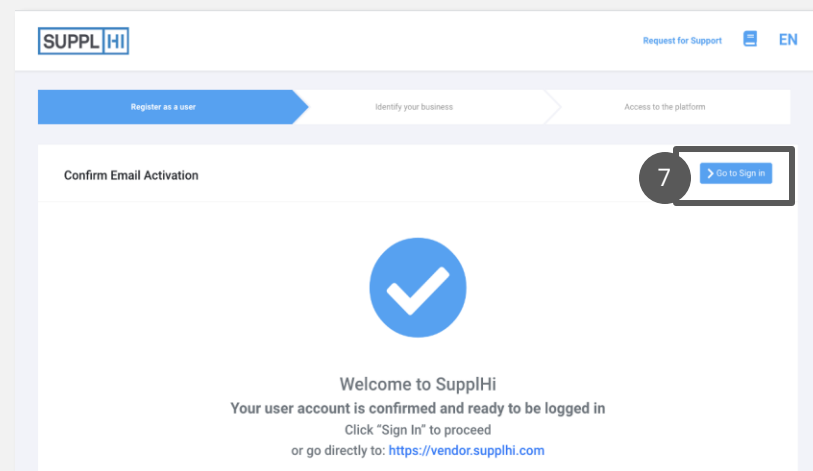 SUPPLHI
Request for Support EN
Register as a user Identify your business Access to the platform
Confirm Email Activation
7
Go to Sign in
Welcome to SupplHi
Your user account is confirmed and ready to be logged in
Click “Sign In” to proceed
or go directly to: https://vendor.supplhi.com